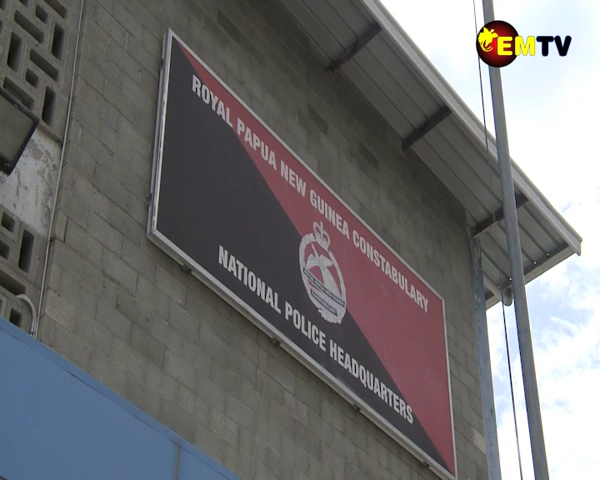 EMTV
ROYAL PAPUA NEW GUINEA CONSTABULARY
NATIONAL POLICE HEADQUARTERS